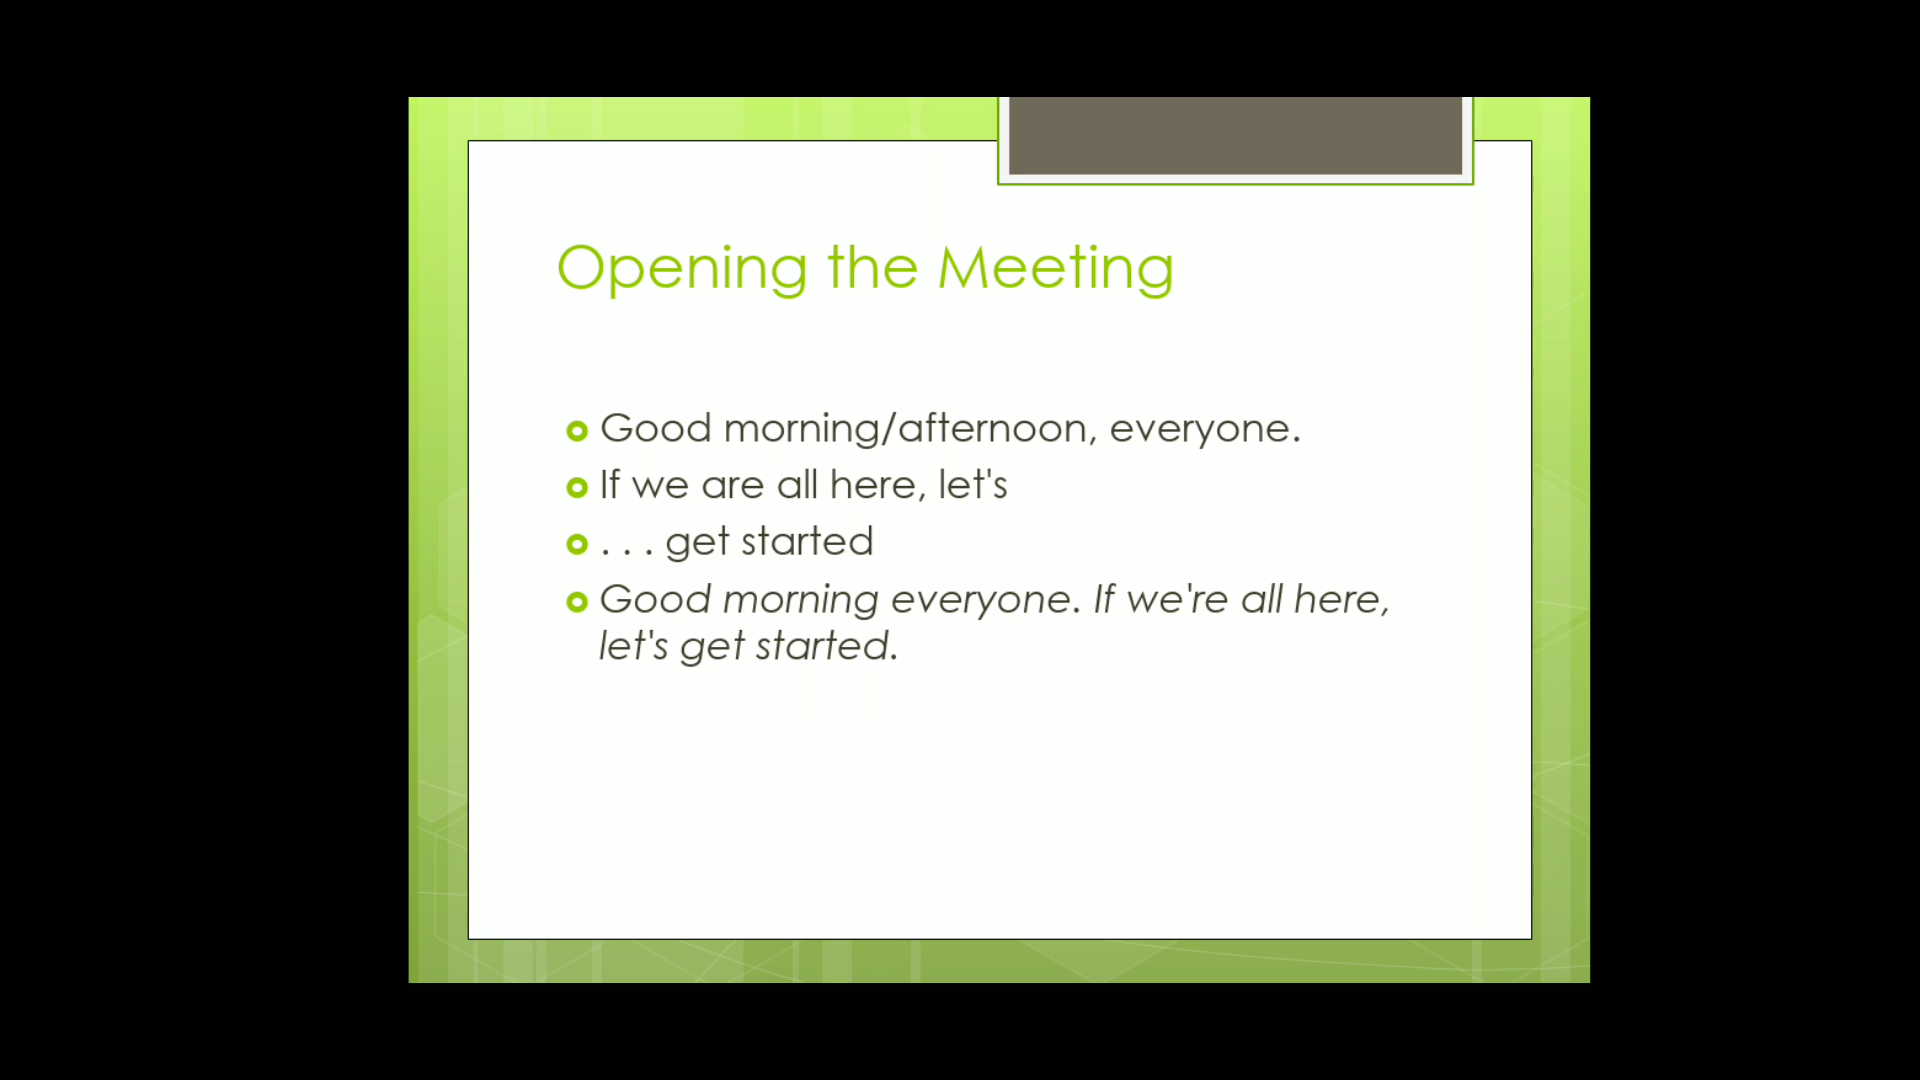 Opening the Meeting
Good morning/afternoon, everyone.
If we are all here, let's
. . . get started
Good morning everyone. If we're all here,
let's get started.